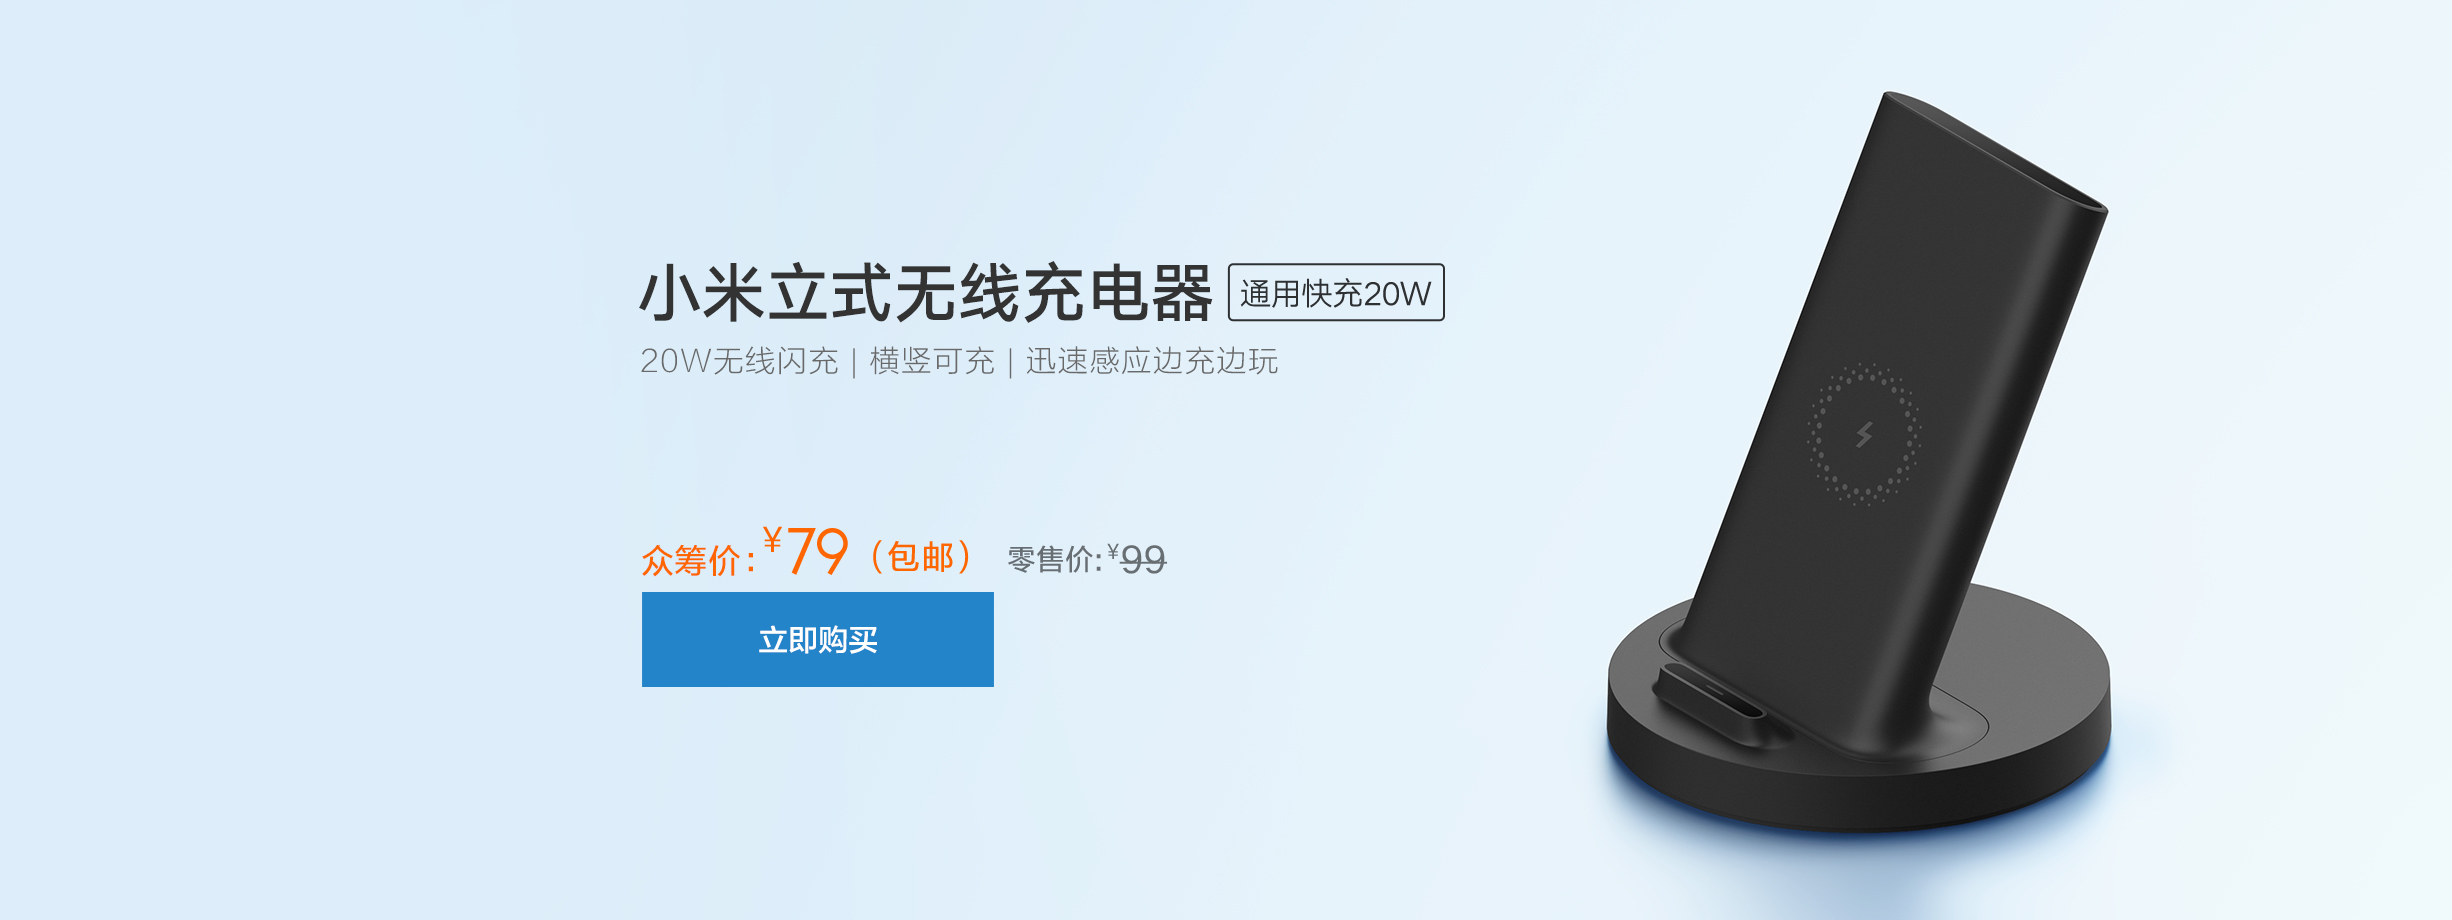 小米立式无线充电器 通用快充20W
20W无线闪充 | 横竖可充 | 迅速感应边充边玩
众筹价:¥79（包邮） 零售价:¥99
立即购买